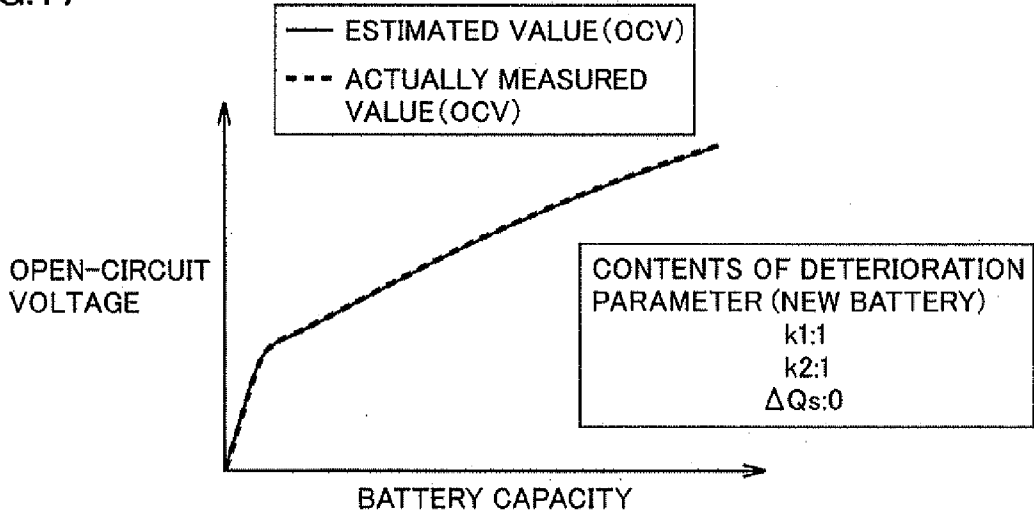 ESTIMATED VALUE(OCV)
ACTUALLY MEASURED
VALUE(OCV)
OPEN-CIRCUIT
VOLTAGE
CONTENTS OF DETERIORATION
PARAMETER (NEW BATTERY)
k1:1
k2:1
ΔQs:0
BATTERY CAPACITY